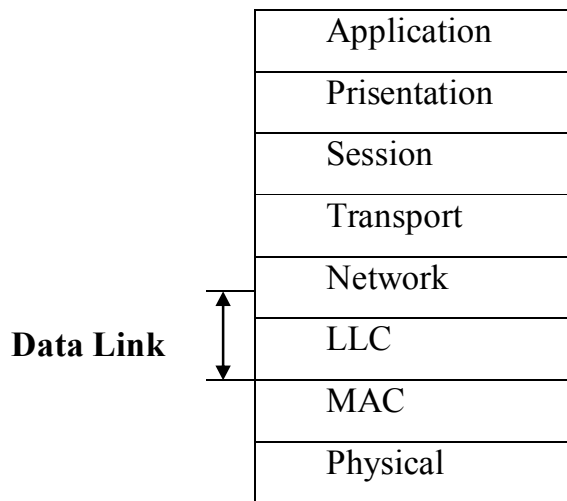 Application
Prisentation
Session
Transport
Network
Data Link
LLC
MAC
Physical